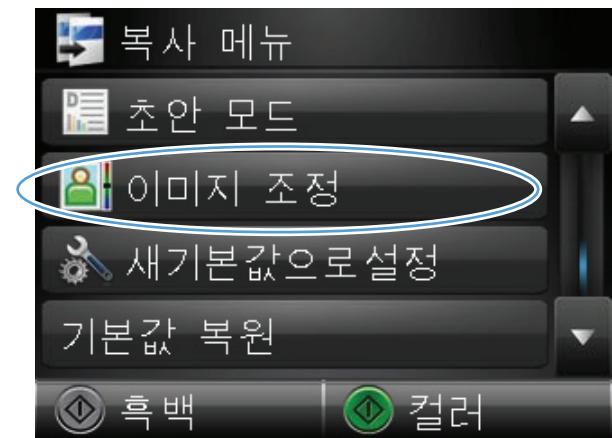 복사 메뉴
초안 모드
이미지 조정
새기본값으로설정
기본값 복원
흑백 컬러